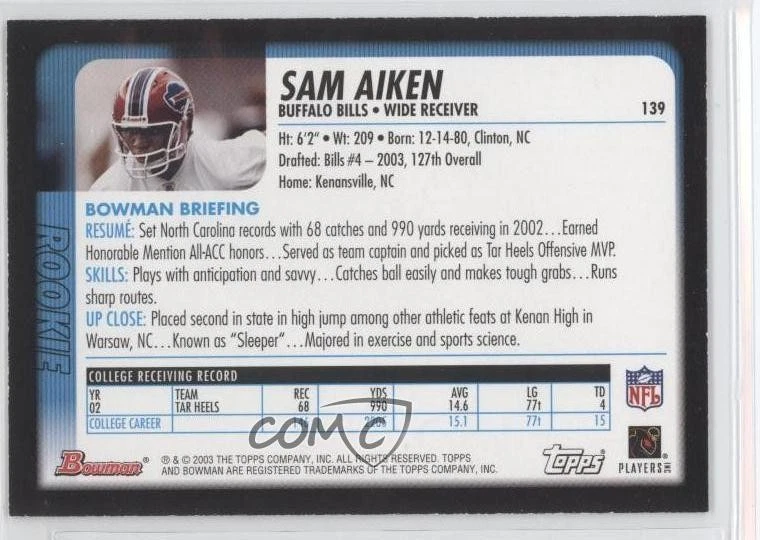 SAM AIKEN
BUFFALO BILLS • WIDE RECEIVER 139
Ht: 6'2" • Wt: 209 • Born: 12-14-80, Clinton, NC
Drafted: Bills #4 – 2003, 127th Overall
Home: Kenansville, NC
BOWMAN BRIEFING
RESUMÉ: Set North Carolina records with 68 catches and 990 yards receiving in 2002...Earned
Honorable Mention All-ACC honors...Served as team captain and picked as Tar Heels Offensive MVP.
SKILLS: Plays with anticipation and savvy...Catches ball easily and makes tough grabs...Runs
sharp routes.
UP CLOSE: Placed second in state in high jump among other athletic feats at Kenan High in
Warsaw, NC...Known as "Sleeper"...Majored in exercise and sports science.
ROOKIE
COLLEGE RECEIVING RECORD
YR TEAM REC YDS AVG LG TD
02 TAR HEELS 68 990 14.6 77t 4
COLLEGE CAREER 15.1 77t 15
NFL
COMC
Bowman ® ® & © 2003 THE TOPPS COMPANY, INC. ALL RIGHTS RESERVED. TOPPS
AND BOWMAN ARE REGISTERED TRADEMARKS OF THE TOPPS COMPANY, INC.
Topps
PLAYERS INC